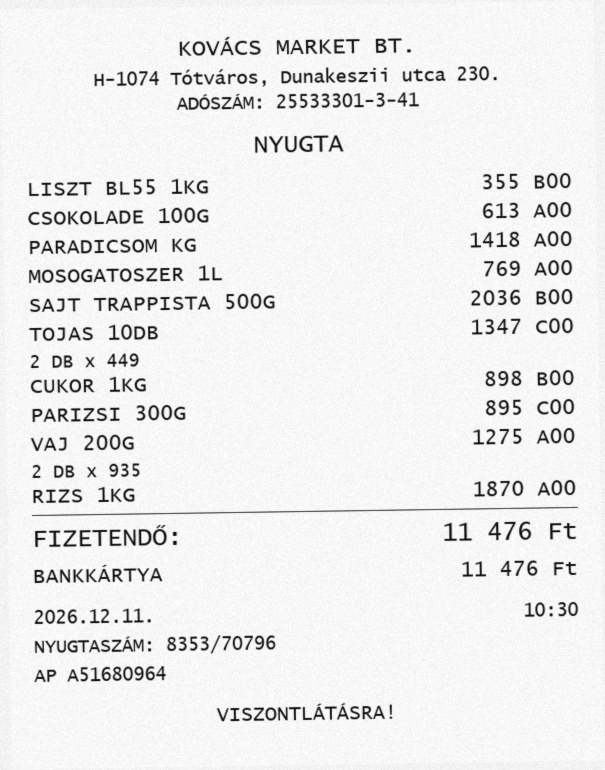 KOVÁCS MARKET BT.
H-1074 Tótváros, Dunakeszii utca 230.
ADÓSZÁM: 25533301-3-41
NYUGTA
LISZT BL55 1KG 355 B00
CSOKOLADE 100G 613 A00
PARADICSOM KG 1418 A00
MOSOGATOSZER 1L 769 A00
SAJT TRAPPISTA 500G 2036 B00
TOJAS 10DB 1347 C00
2 DB x 449
CUKOR 1KG 898 B00
PARIZSI 300G 895 C00
VAJ 200G 1275 A00
2 DB x 935
RIZS 1KG 1870 A00
FIZETENDŐ: 11 476 Ft
BANKKÁRTYA 11 476 Ft
2026.12.11. 10:30
NYUGTASZÁM: 8353/70796
AP A51680964
VISZONTLÁTÁSRA!